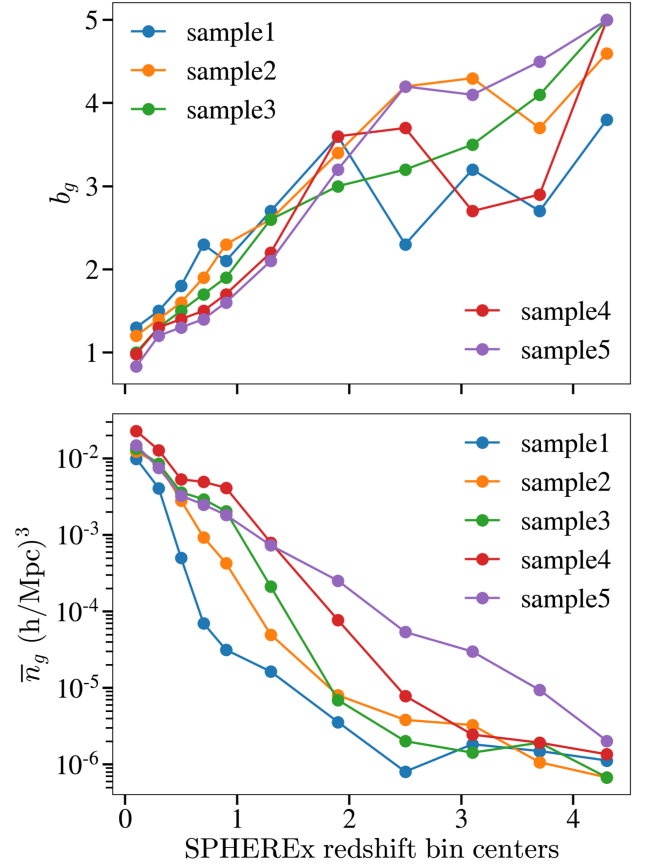 5
4
3
2
1
b_g
sample1
sample2
sample3
sample4
sample5
10^-2
10^-3
10^-4
10^-5
10^-6
n̅_g (h/Mpc)^3
sample1
sample2
sample3
sample4
sample5
0 1 2 3 4
SPHEREx redshift bin centers